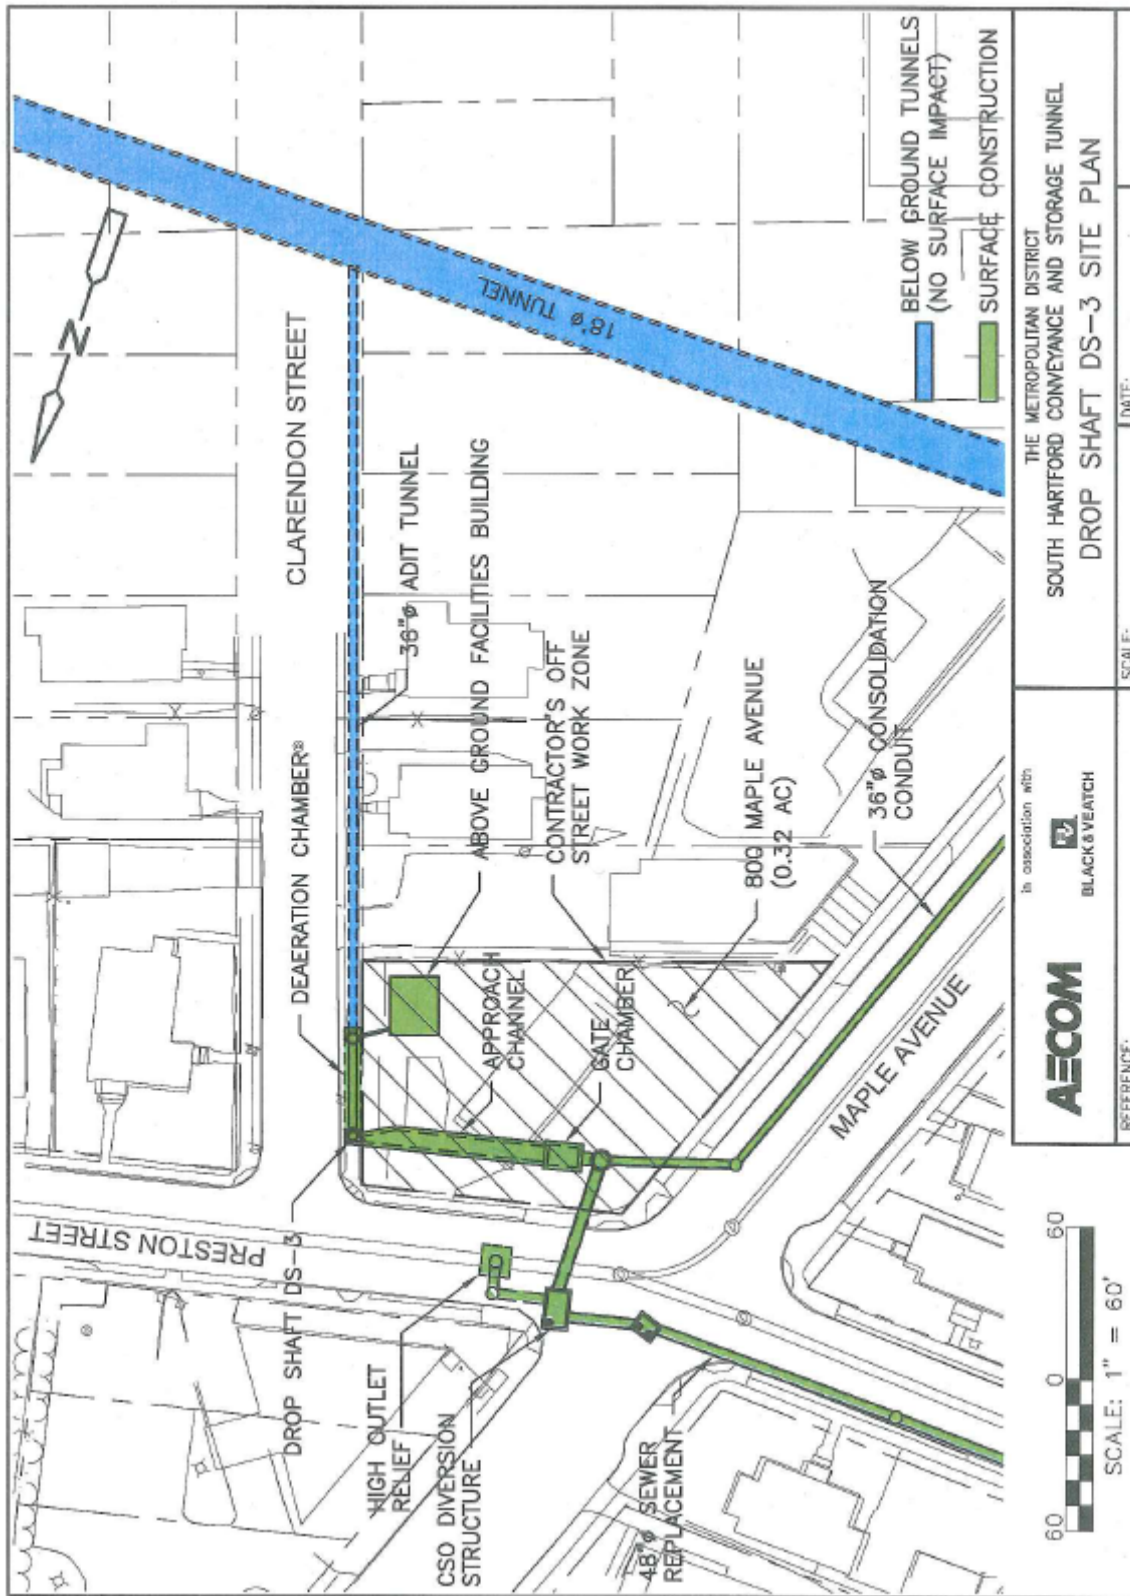 PRESTON STREET
DROP SHAFT DS-3
DEAERATION CHAMBER®
CLARENDON STREET
N
HIGH OUTLET
RELIEF
CSO DIVERSION
STRUCTURE
48"ø SEWER
REPLACEMENT
APPROACH
CHANNEL
GATE
CHAMBER
36"ø ADIT TUNNEL
ABOVE GROUND FACILITIES BUILDING
CONTRACTOR'S OFF
STREET WORK ZONE
800 MAPLE AVENUE
(0.32 AC)
36"ø CONSOLIDATION
CONDUIT
MAPLE AVENUE
18'ø TUNNEL
BELOW GROUND TUNNELS
(NO SURFACE IMPACT)
SURFACE CONSTRUCTION
60 0 60
SCALE: 1" = 60'
AECOM
in association with
BLACK & VEATCH
THE METROPOLITAN DISTRICT
SOUTH HARTFORD CONVEYANCE AND STORAGE TUNNEL
DROP SHAFT DS-3 SITE PLAN
REFERENCE:
SCALE:
DATE: